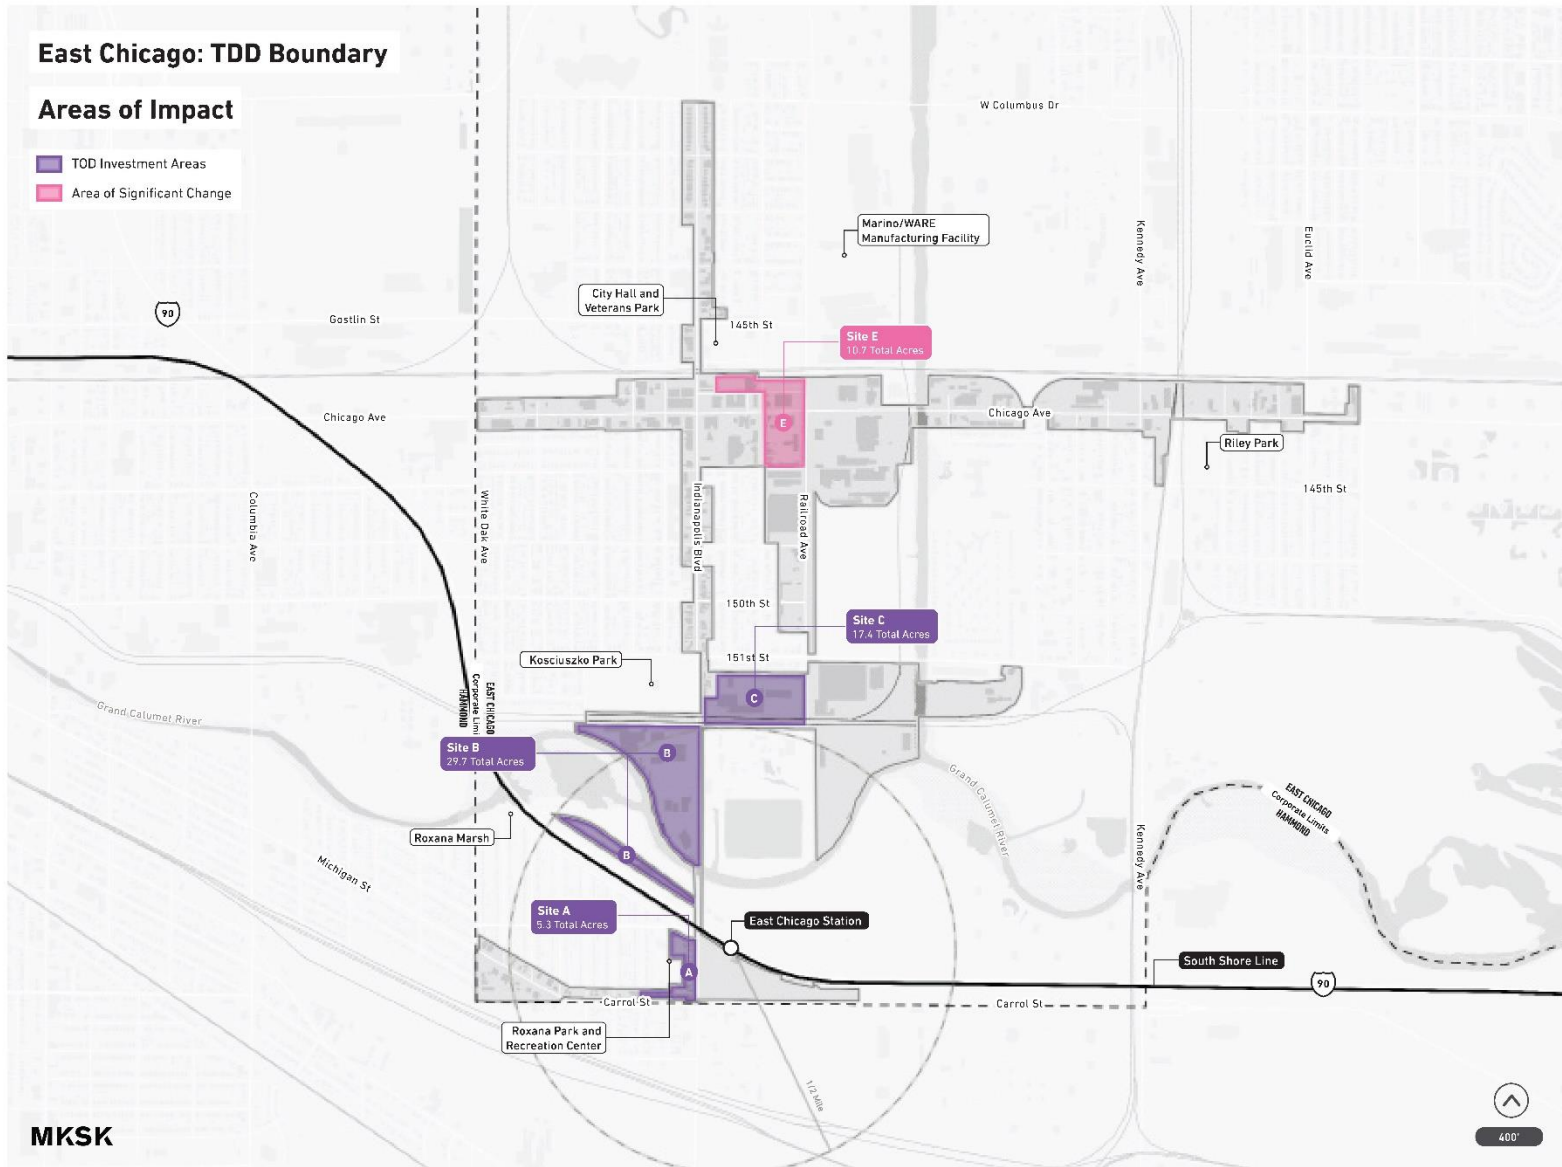 East Chicago: TDD Boundary
Areas of Impact
TOD Investment Areas
Area of Significant Change
W Columbus Dr
Marino/WARE
Manufacturing Facility
Kennedy Ave
Euclid Ave
City Hall and
Veterans Park
90
Gostlin St
145th St
Site E
10.7 Total Acres
Chicago Ave
Chicago Ave
E
Riley Park
145th St
Columbia Ave
White Oak Ave
Indianapolis Blvd
Railroad Ave
150th St
Site C
17.4 Total Acres
151st St
Kosciuszko Park
EAST CHICAGO
Corporate Limi
HAMMOND
C
Grand Calumet River
Site B
29.7 Total Acres
B
Grand Calumet River
EAST CHICAGO
Corporate Limits
HAMMOND
Roxana Marsh
B
Kennedy Ave
Michigan St
Site A
5.3 Total Acres
East Chicago Station
A
South Shore Line
90
Carrol St
Carrol St
Roxana Park and
Recreation Center
1/2 Mile
MKSK
400'